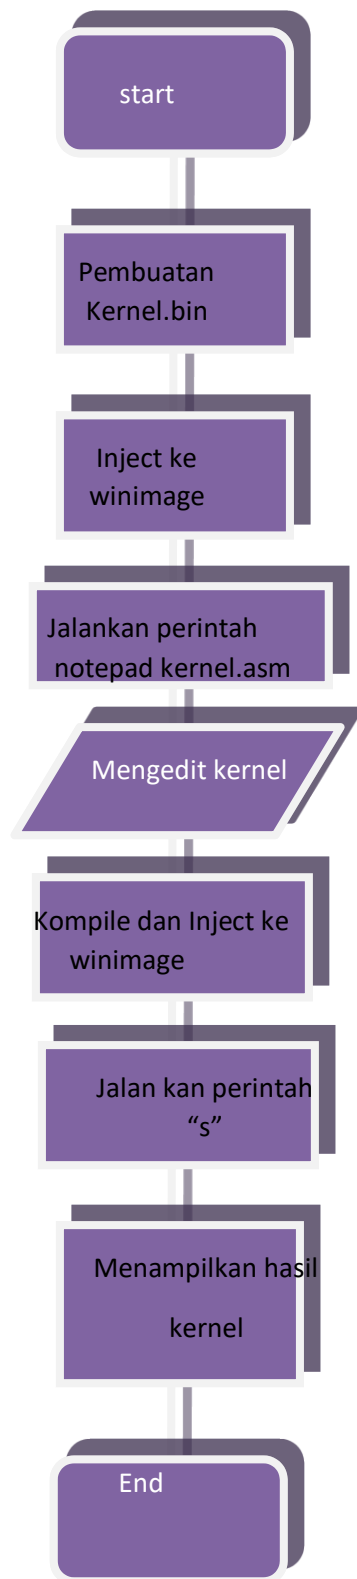 start
Pembuatan
Kernel.bin
Inject ke
winimage
Jalankan perintah
notepad kernel.asm
Mengedit kernel
Kompile dan Inject ke
winimage
Jalan kan perintah
“s”
Menampilkan hasil
kernel
End